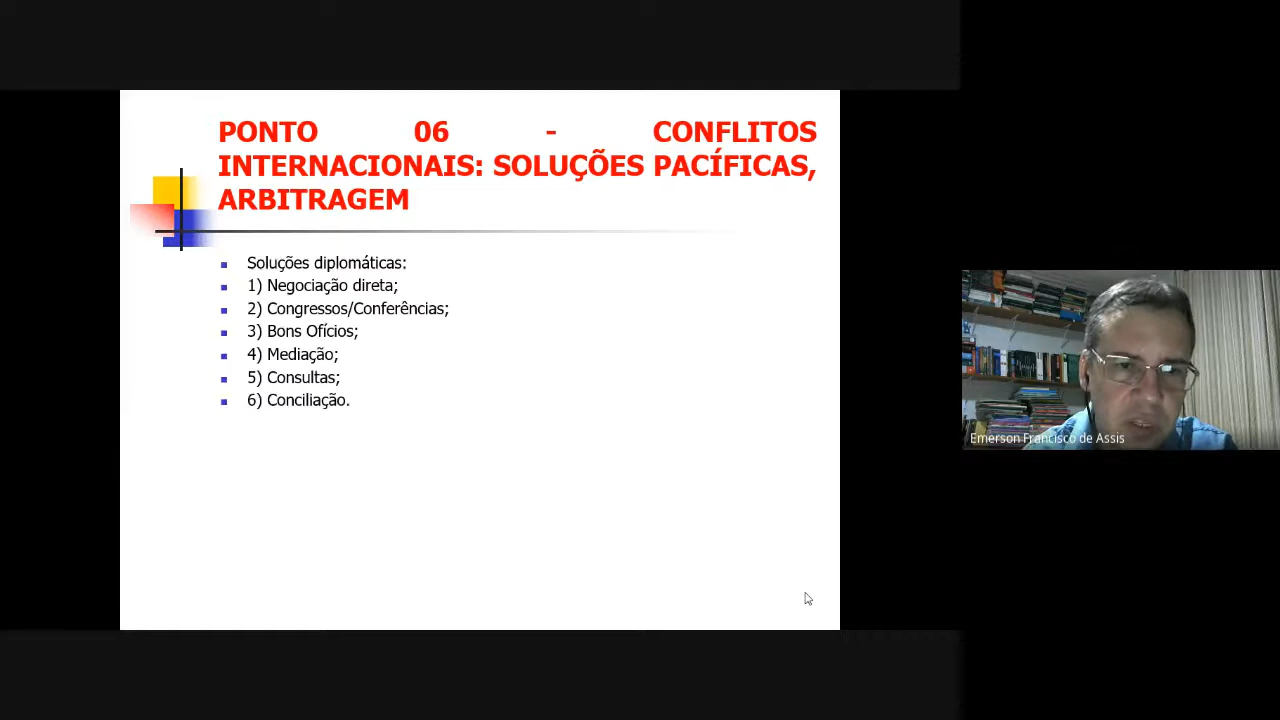 PONTO 06 - CONFLITOS
INTERNACIONAIS: SOLUÇÕES PACÍFICAS,
ARBITRAGEM
Soluções diplomáticas:
1) Negociação direta;
2) Congressos/Conferências;
3) Bons Ofícios;
4) Mediação;
5) Consultas;
6) Conciliação.
Emerson Francisco de Assis